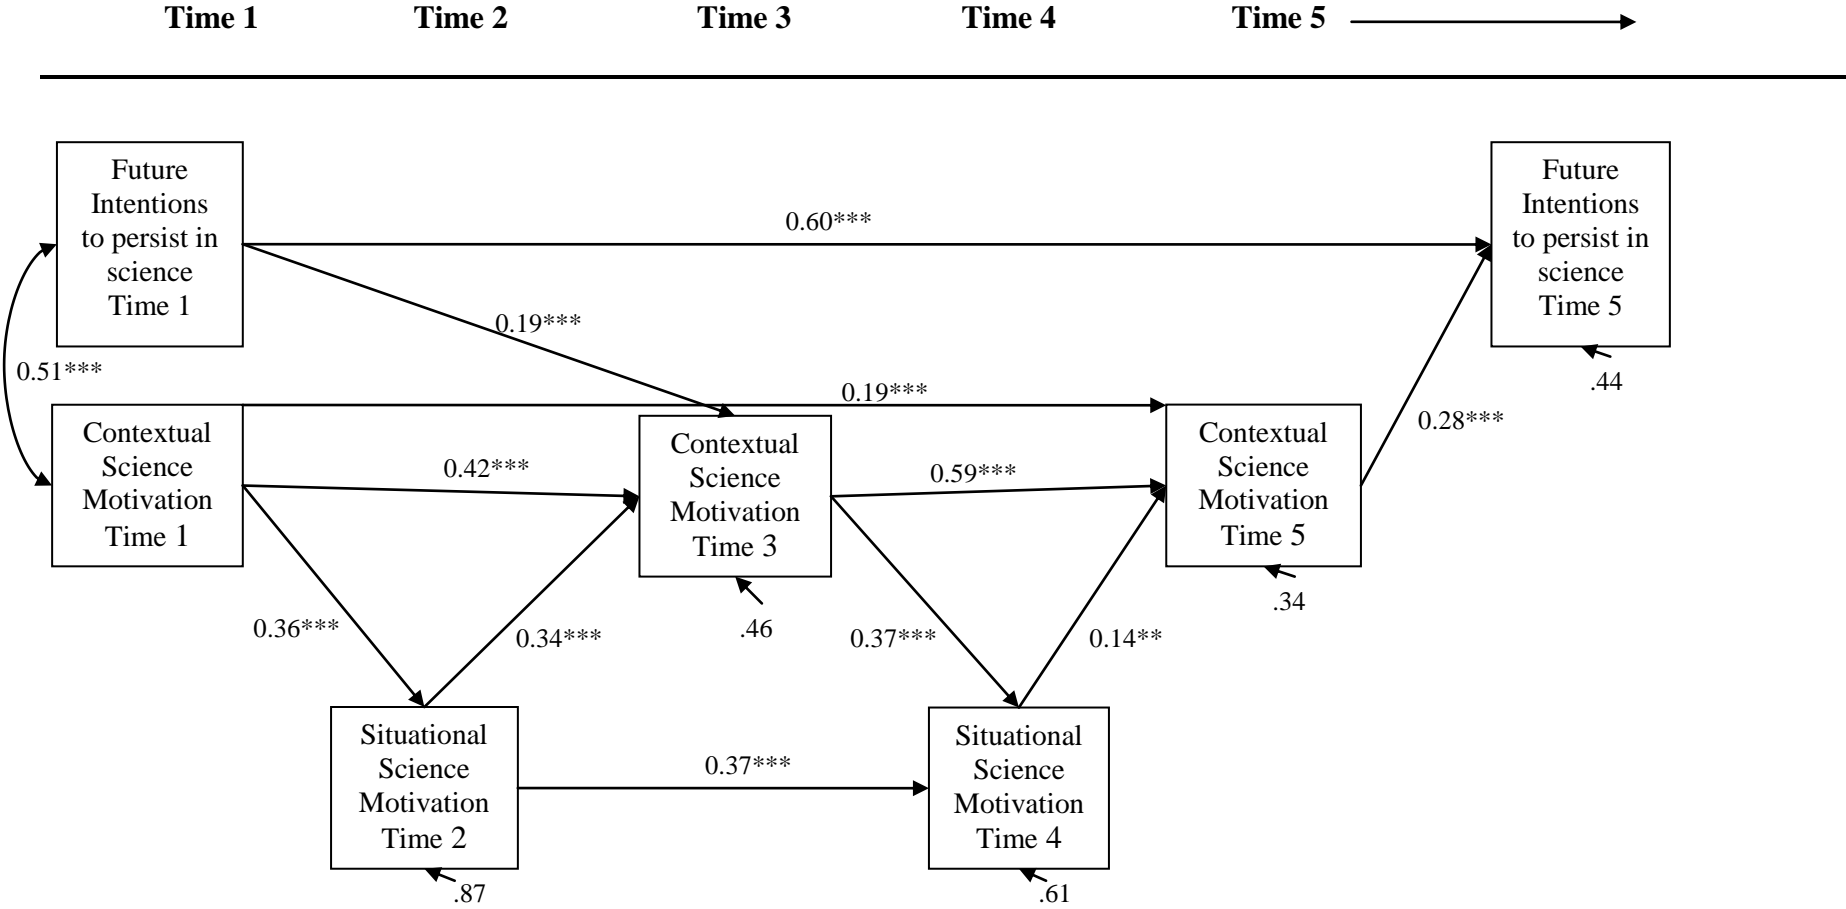 Time 1 Time 2 Time 3 Time 4 Time 5
Future
Intentions
to persist in
science
Time 1
Future
Intentions
to persist in
science
Time 5
0.60***
0.19***
0.51***
.44
0.19***
0.28***
Contextual
Science
Motivation
Time 1
0.42***
Contextual
Science
Motivation
Time 3
0.59***
Contextual
Science
Motivation
Time 5
.34
0.36***
0.34***
.46
0.37***
0.14**
Situational
Science
Motivation
Time 2
0.37***
Situational
Science
Motivation
Time 4
.87
.61